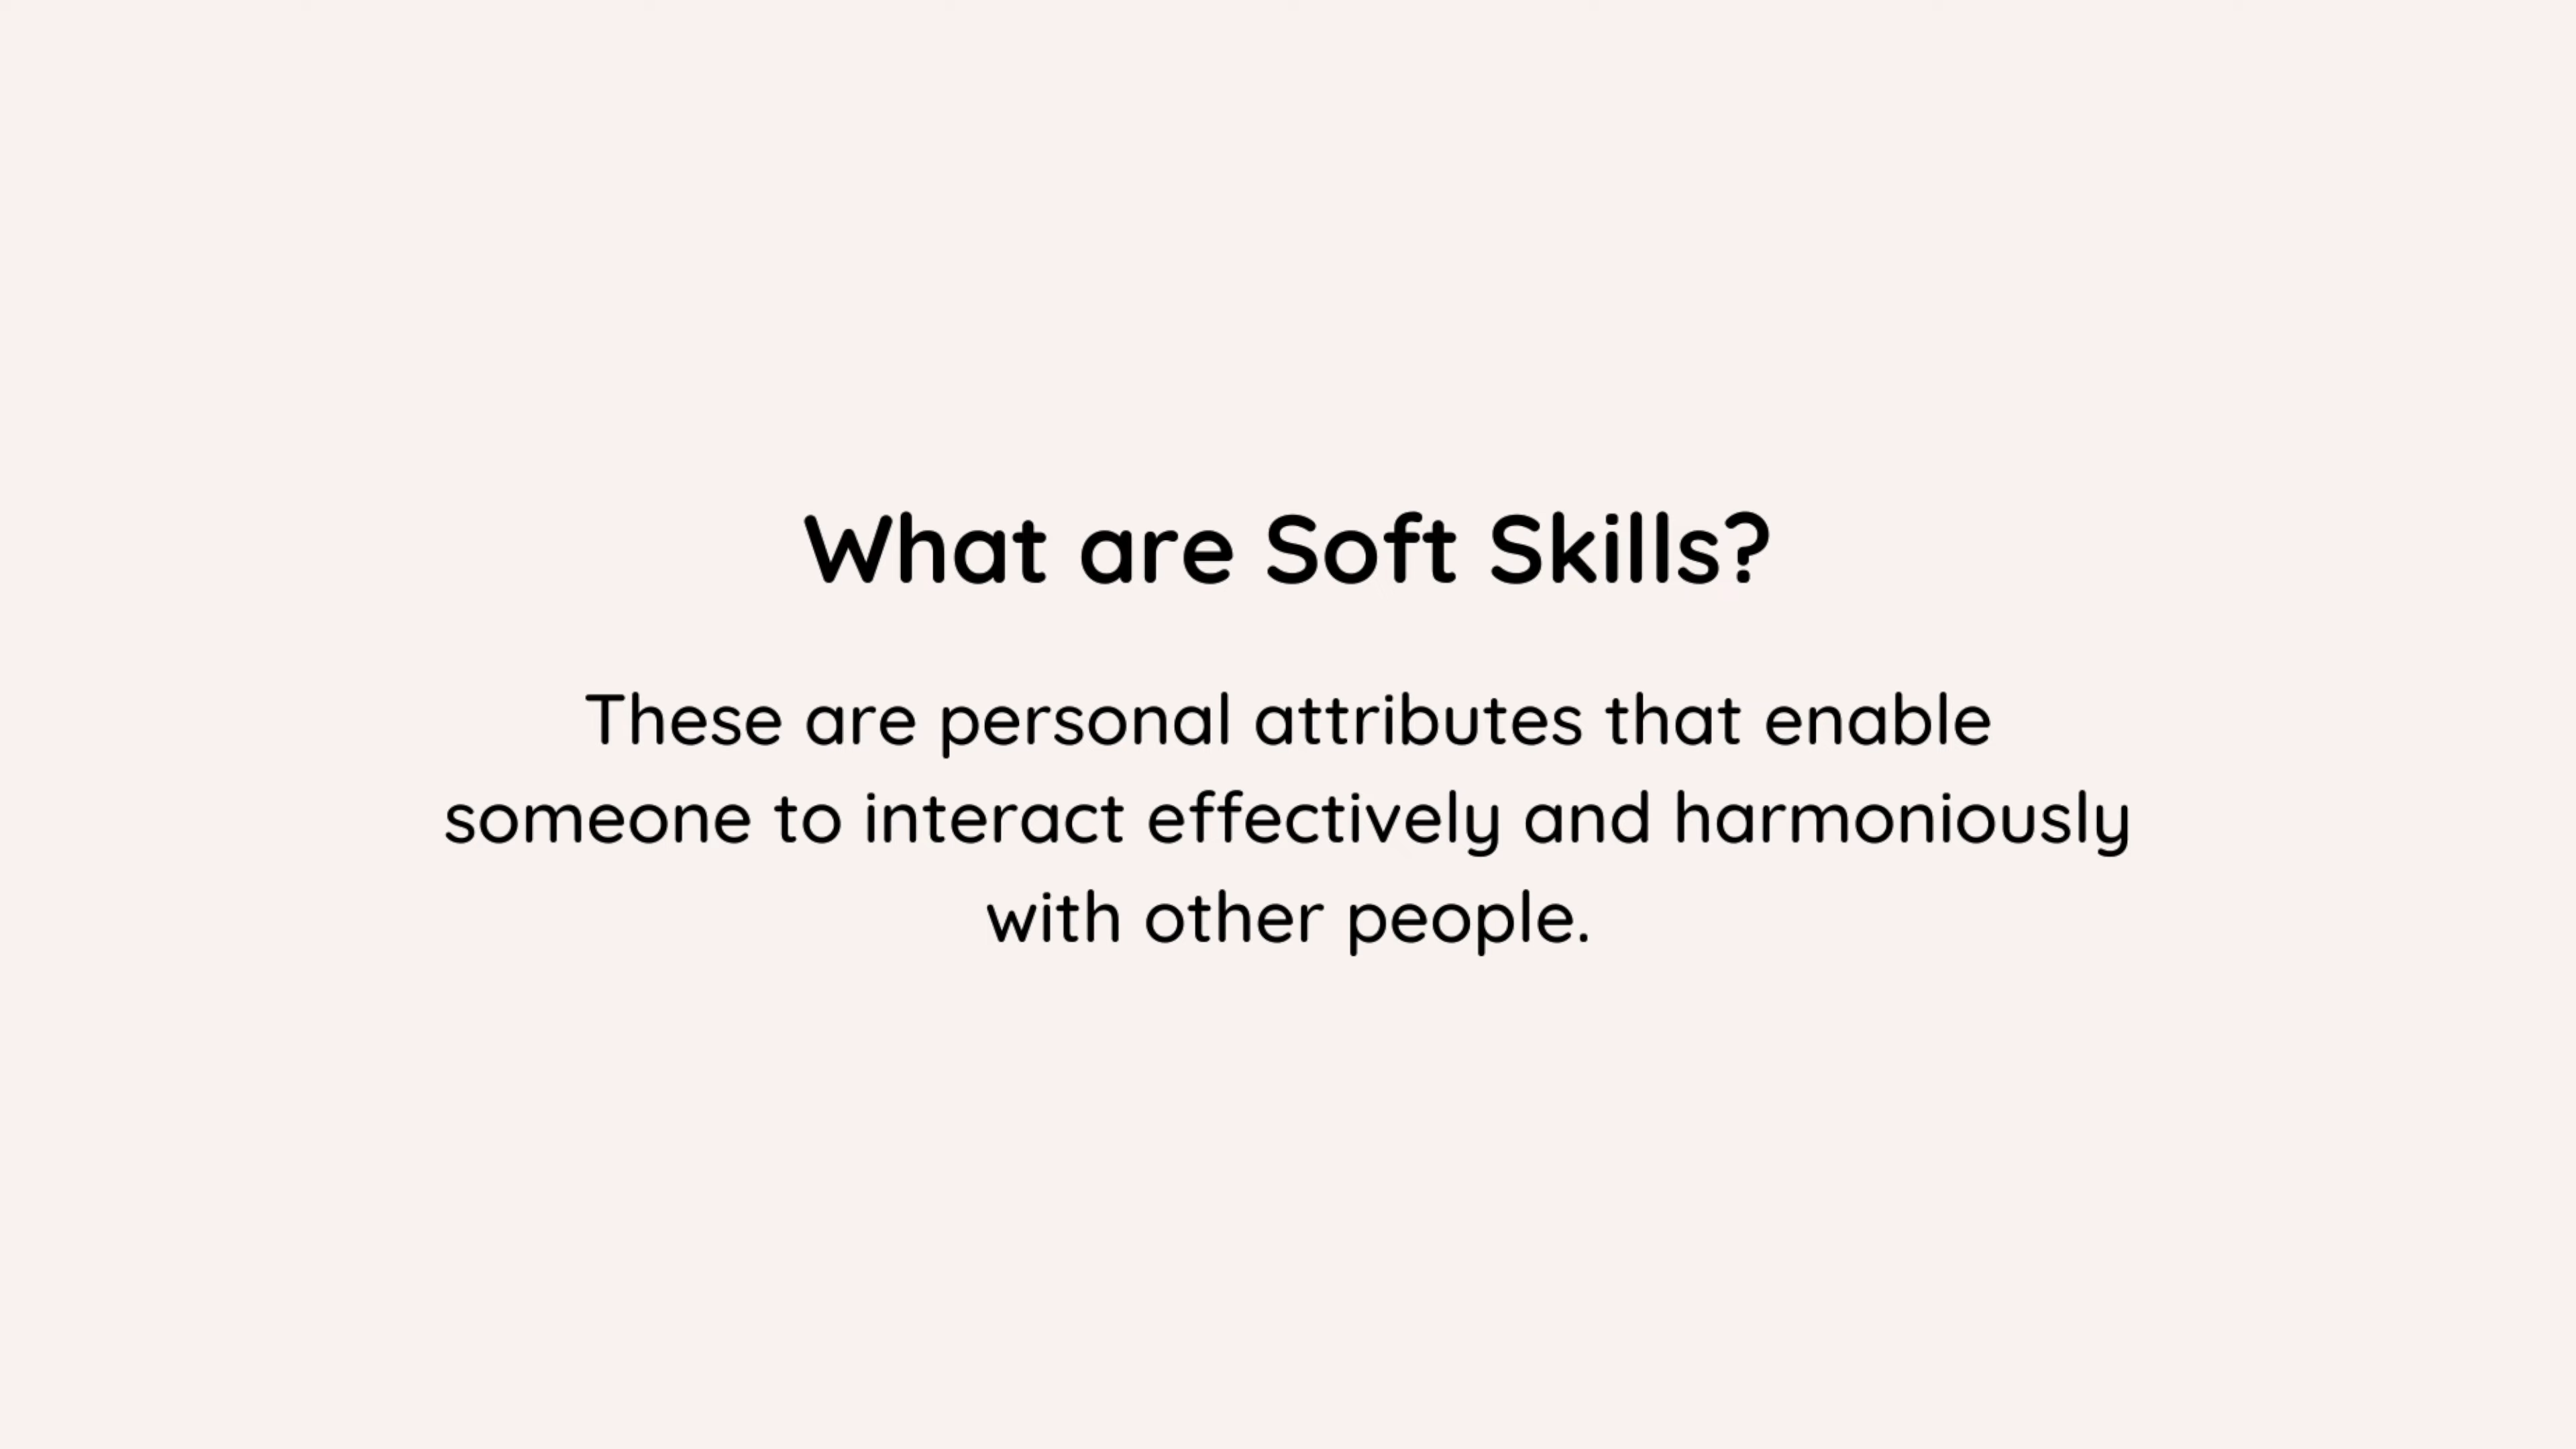 What are Soft Skills?
These are personal attributes that enable
someone to interact effectively and harmoniously
with other people.